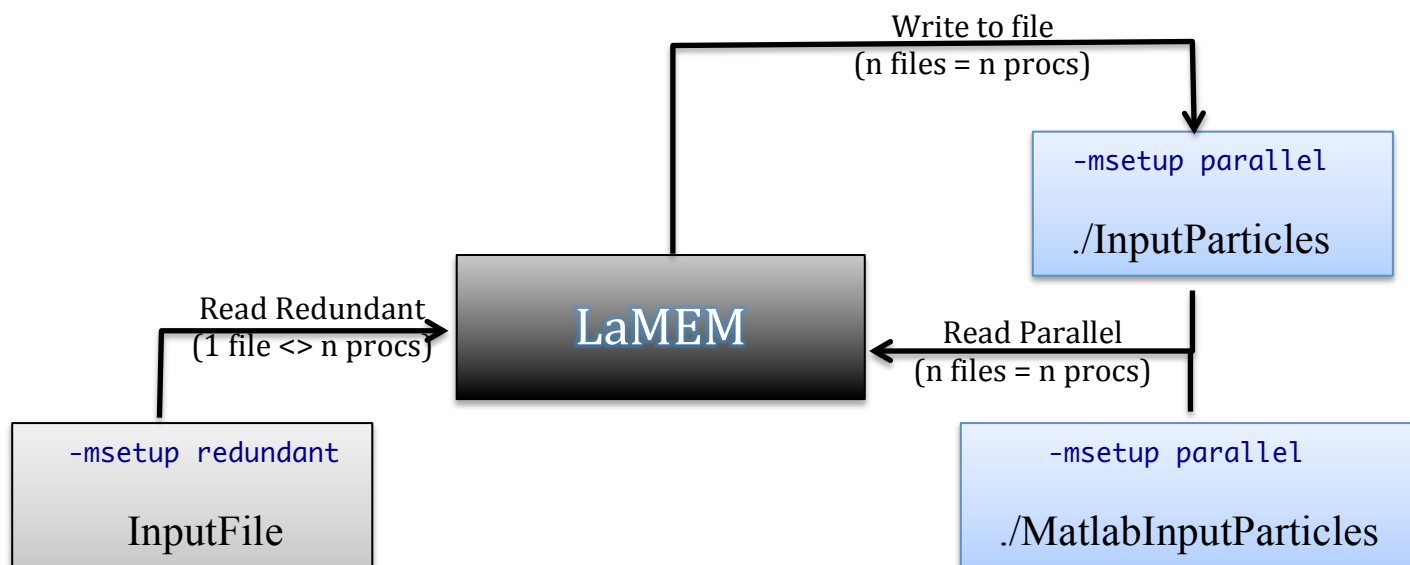 Write to file
(n files = n procs)
-msetup parallel
./InputParticles
Read Redundant
(1 file <> n procs)
LaMEM
Read Parallel
(n files = n procs)
-msetup redundant
InputFile
-msetup parallel
./MatlabInputParticles